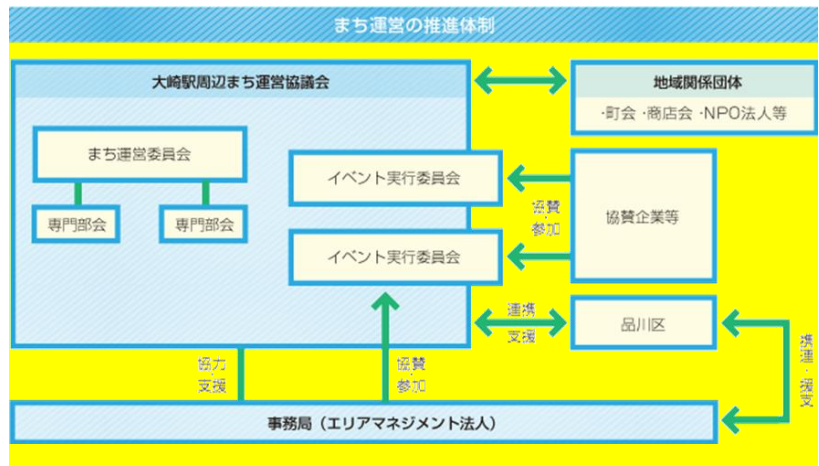 まち運営の推進体制
大崎駅周辺まち運営協議会
地域関係団体
・町会・商店会・NPO法人等
まち運営委員会
イベント実行委員会
専門部会
専門部会
協賛
・
参加
協賛企業等
イベント実行委員会
連携
・
支援
品川区
携連・援支
協力
・
支援
協賛
・
参加
事務局（エリアマネジメント法人）